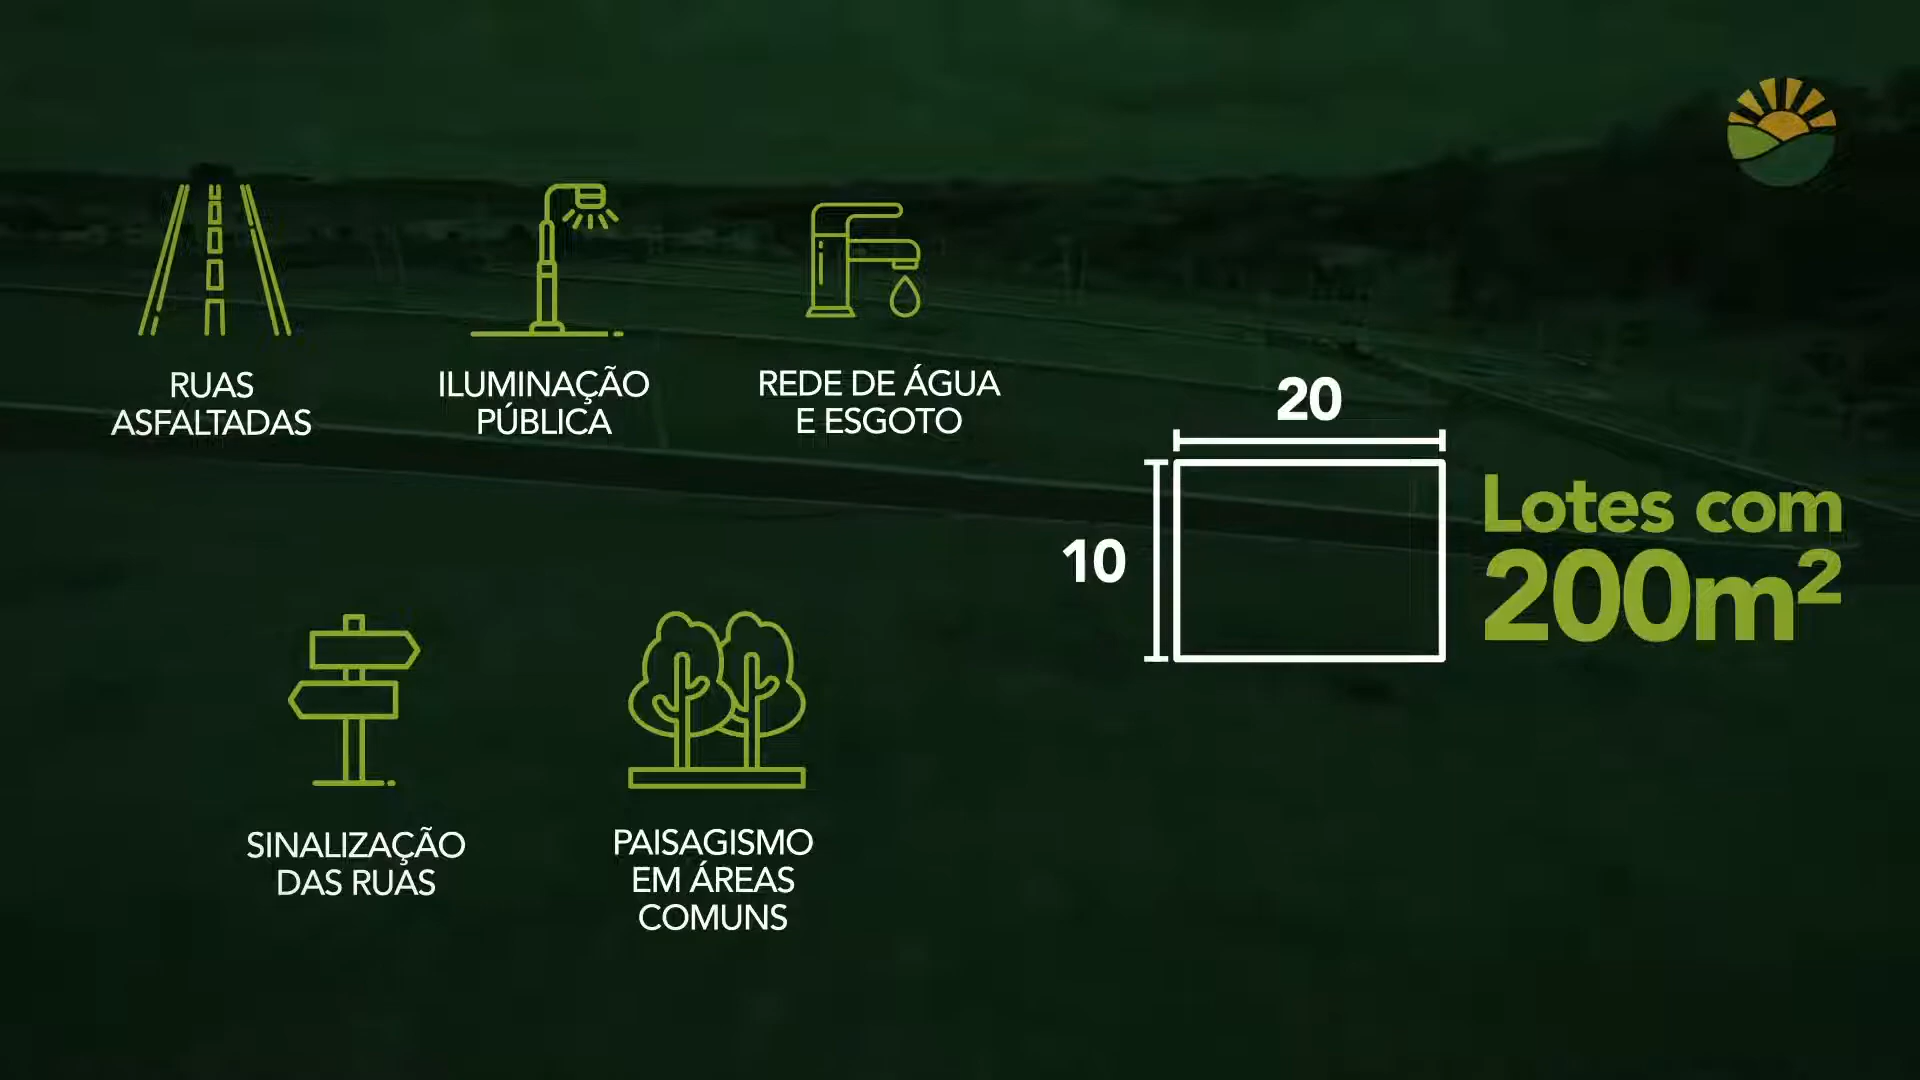 RUAS
ASFALTADAS
ILUMINAÇÃO
PÚBLICA
REDE DE ÁGUA
E ESGOTO
SINALIZAÇÃO
DAS RUAS
PAISAGISMO
EM ÁREAS
COMUNS
20
10
Lotes com
200m²